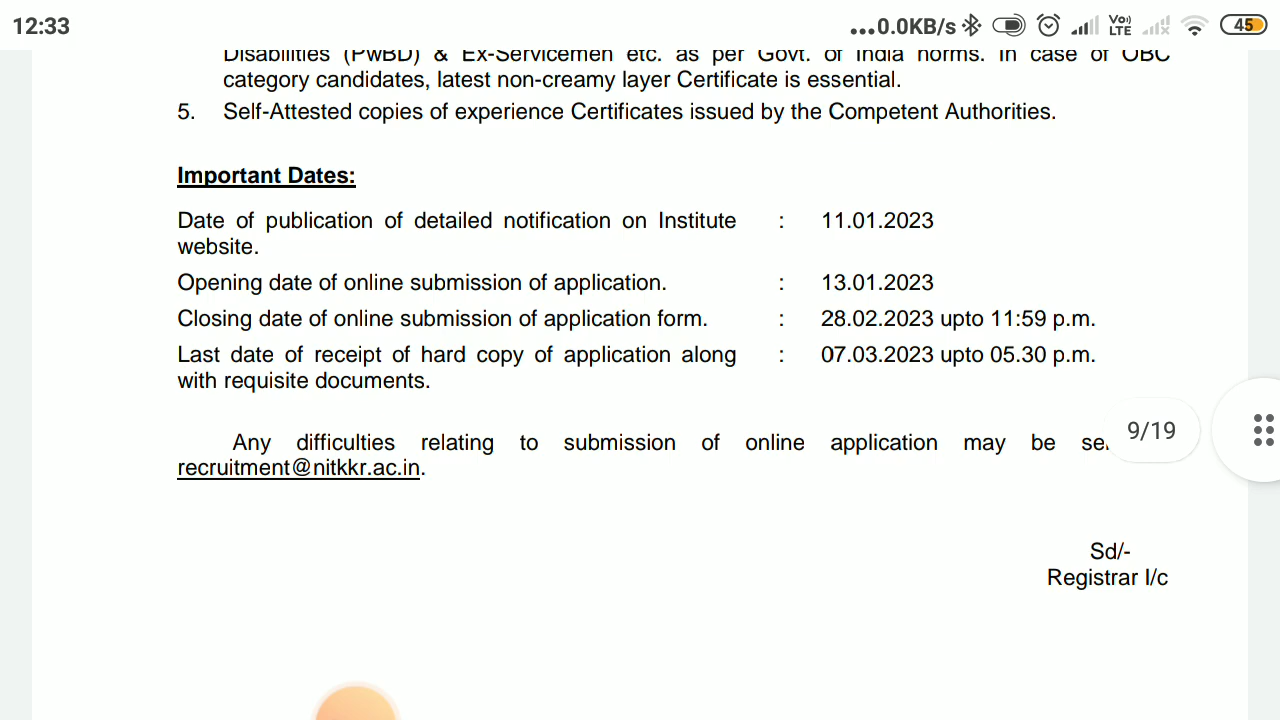 12:33
...0.0KB/s Vo)) LTE 45
Disabilities (PwBD) & Ex-Servicemen etc. as per Govt. of India norms. In case of OBC
category candidates, latest non-creamy layer Certificate is essential.
5. Self-Attested copies of experience Certificates issued by the Competent Authorities.
Important Dates:
Date of publication of detailed notification on Institute : 11.01.2023
website.
Opening date of online submission of application. : 13.01.2023
Closing date of online submission of application form. : 28.02.2023 upto 11:59 p.m.
Last date of receipt of hard copy of application along : 07.03.2023 upto 05.30 p.m.
with requisite documents.
Any difficulties relating to submission of online application may be
9/19
recruitment@nitkkr.ac.in.
Sd/-
Registrar I/c